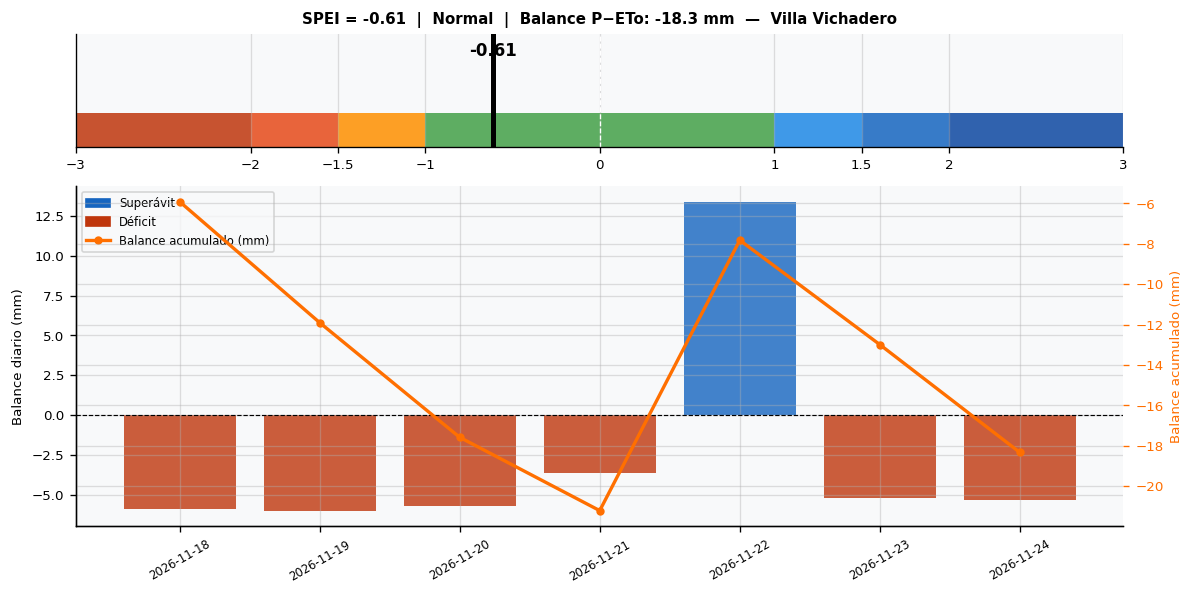 SPEI = -0.61  |  Normal  |  Balance P−ETo: -18.3 mm  —  Villa Vichadero
-0.61
−3 −2 −1.5 −1 0 1 1.5 2 3
Superávit
Déficit
Balance acumulado (mm)
Balance diario (mm)
12.5
10.0
7.5
5.0
2.5
0.0
−2.5
−5.0
−6
−8
−10
−12
−14
−16
−18
−20
Balance acumulado (mm)
2026-11-18 2026-11-19 2026-11-20 2026-11-21 2026-11-22 2026-11-23 2026-11-24